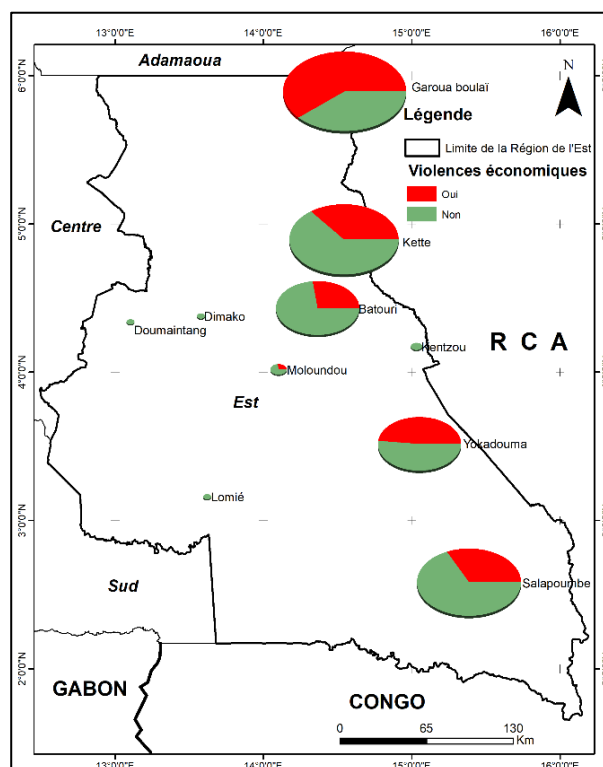 13°0'0"E 14°0'0"E 15°0'0"E 16°0'0"E
Adamaoua
N
6°0'0"N
Garoua boulaï
Légende
Limite de la Région de l'Est
Violences économiques
Oui
Non
5°0'0"N
Centre
Kette
Batouri
Dimako
Doumaintang
Kentzou
R C A
Moloundou
4°0'0"N
Est
Yokadouma
Lomié
3°0'0"N
Sud
Salapoumbe
2°0'0"N
GABON
CONGO
0 65 130
Km
13°0'0"E 14°0'0"E 15°0'0"E 16°0'0"E